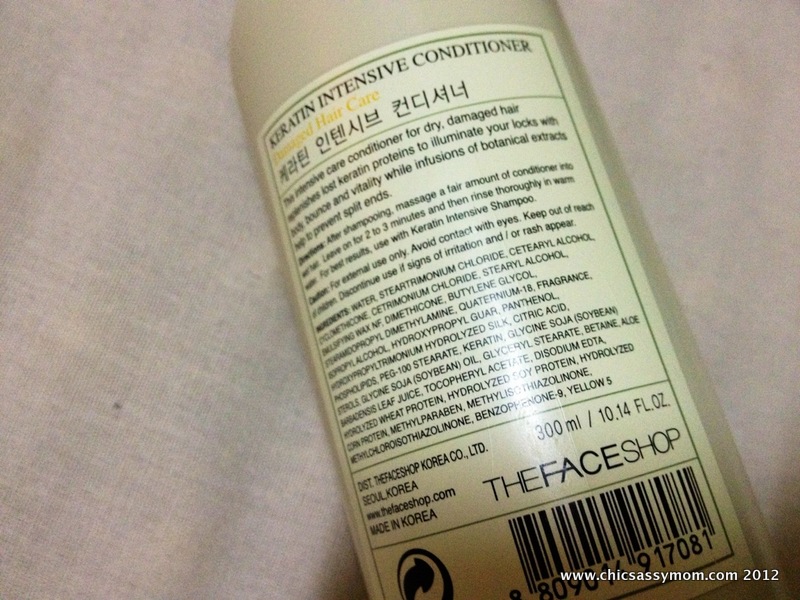 KERATIN INTENSIVE CONDITIONER
Damaged Hair Care
케라틴 인텐시브 컨디셔너
This intensive care conditioner for dry, damaged hair
replenishes lost keratin proteins to illuminate your locks with
body, bounce and vitality while infusions of botanical extracts
help to prevent split ends.
Directions: After shampooing, massage a fair amount of conditioner into
wet hair. Leave on for 2 to 3 minutes and then rinse thoroughly in warm
water. For best results, use with Keratin Intensive Shampoo.
Caution: For external use only. Avoid contact with eyes. Keep out of reach
of children. Discontinue use if signs of irritation and / or rash appear.
INGREDIENTS: WATER, STEARTRIMONIUM CHLORIDE, CETEARYL ALCOHOL,
CYCLOMETHICONE, CETRIMONIUM CHLORIDE, STEARYL ALCOHOL,
EMULSIFYING WAX NF, DIMETHICONE, BUTYLENE GLYCOL,
STEARAMIDOPROPYL DIMETHYLAMINE, QUATERNIUM-18, FRAGRANCE,
ISOPROPYL ALCOHOL, HYDROXYPROPYL GUAR, PANTHENOL,
HYDROXYPROPYLTRIMONIUM HYDROLYZED SILK, CITRIC ACID,
PHOSPHOLIPIDS, PEG-100 STEARATE, KERATIN, GLYCINE SOJA (SOYBEAN)
STEROLS, GLYCINE SOJA (SOYBEAN) OIL, GLYCERYL STEARATE, BETAINE, ALOE
BARBADENSIS LEAF JUICE, TOCOPHERYL ACETATE, DISODIUM EDTA,
HYDROLYZED WHEAT PROTEIN, HYDROLYZED SOY PROTEIN, HYDROLYZED
CORN PROTEIN, METHYLPARABEN, METHYLISOTHIAZOLINONE,
METHYLCHLOROISOTHIAZOLINONE, BENZOPHENONE-9, YELLOW 5
300 ml / 10.14 FL.OZ.
DIST. THEFACESHOP KOREA CO., LTD.
SEOUL, KOREA
www.thefaceshop.com
MADE IN KOREA
THEFACESHOP
917081
www.chicsassymom.com 2012